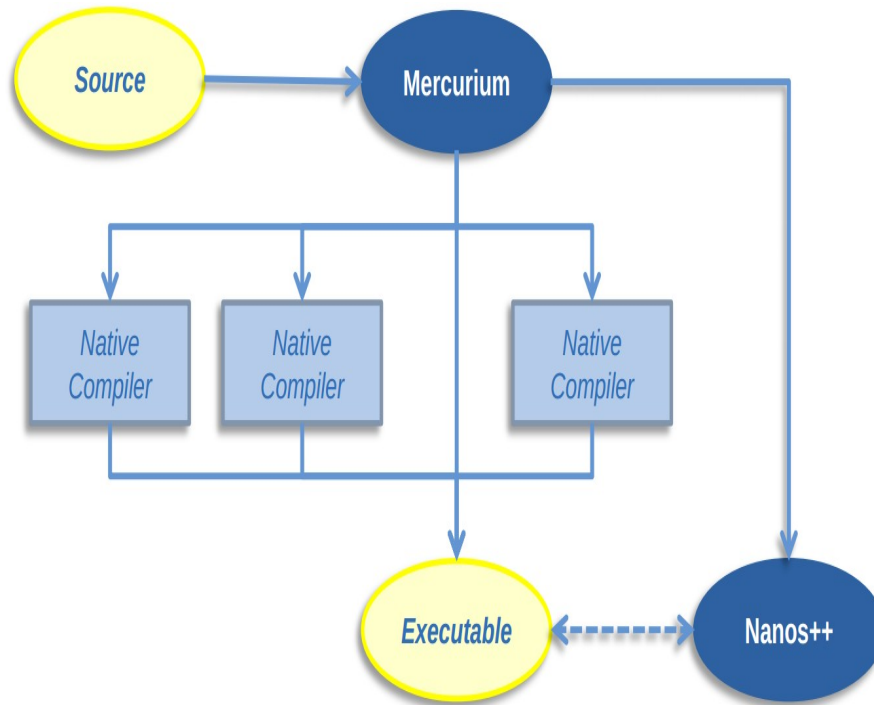 Source
Mercurium
Native
Compiler
Native
Compiler
Native
Compiler
Executable
Nanos++